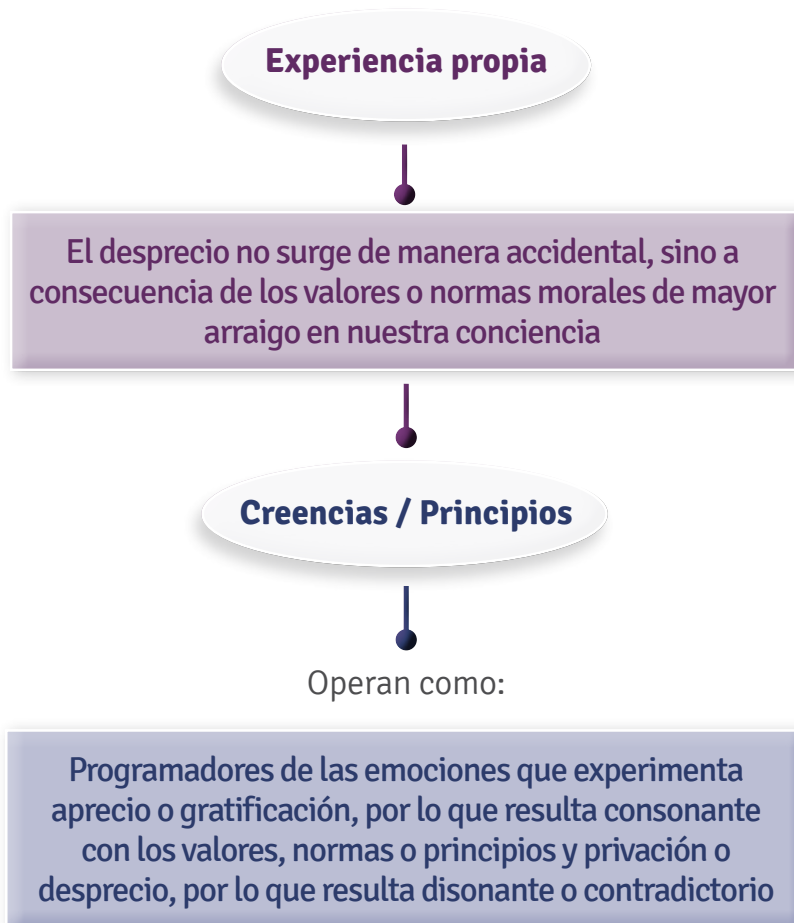 Experiencia propia
El desprecio no surge de manera accidental, sino a
consecuencia de los valores o normas morales de mayor
arraigo en nuestra conciencia
Creencias / Principios
Operan como:
Programadores de las emociones que experimenta
aprecio o gratificación, por lo que resulta consonante
con los valores, normas o principios y privación o
desprecio, por lo que resulta disonante o contradictorio